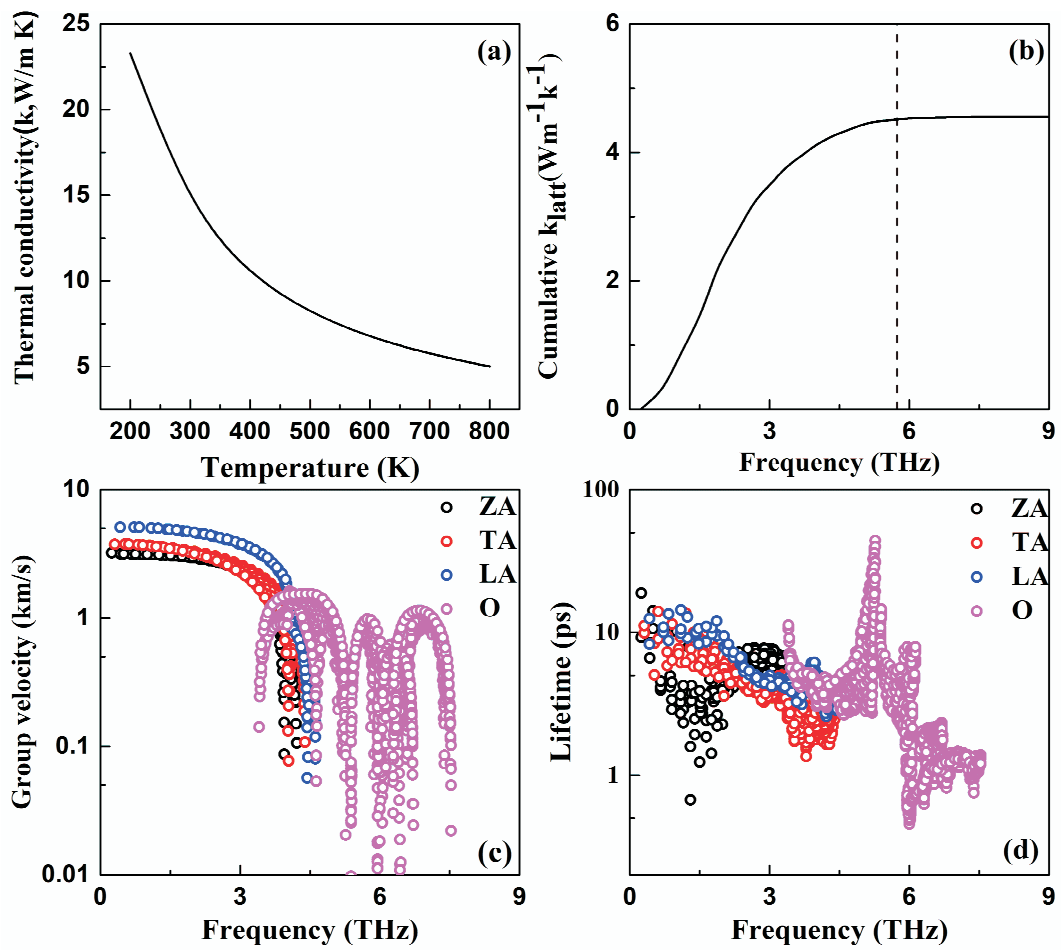 (a)
Thermal conductivity(k,W/m K)
25
20
15
10
5
200 300 400 500 600 700 800
Temperature (K)
(b)
Cumulative klatt(Wm-1k-1)
6
4
2
0
0 3 6 9
Frequency (THz)
ZA
TA
LA
O
Group velocity (km/s)
10
1
0.1
0.01
(c)
0 3 6 9
Frequency (THz)
ZA
TA
LA
O
Lifetime (ps)
100
10
1
(d)
0 3 6 9
Frequency (THz)